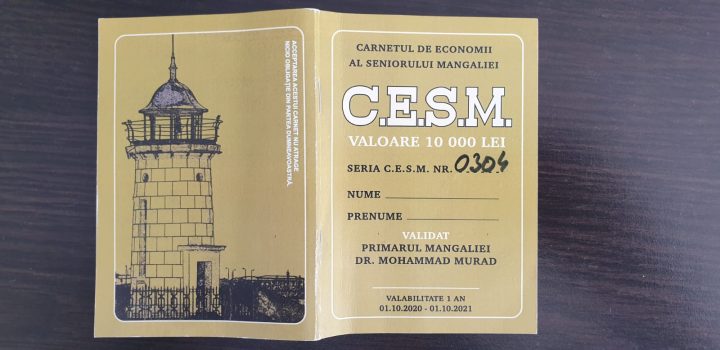 ACCEPTAREA ACESTUI CARNET NU ATRAGE
NICIO OBLIGAȚIE DIN PARTEA DUMNEAVOASTRĂ.
CARNETUL DE ECONOMII
AL SENIORULUI MANGALIEI
C.E.S.M.
VALOARE 10 000 LEI
SERIA C.E.S.M. NR. 0304
NUME
PRENUME
VALIDAT
PRIMARUL MANGALIEI
DR. MOHAMMAD MURAD
VALABILITATE 1 AN
01.10.2020 - 01.10.2021